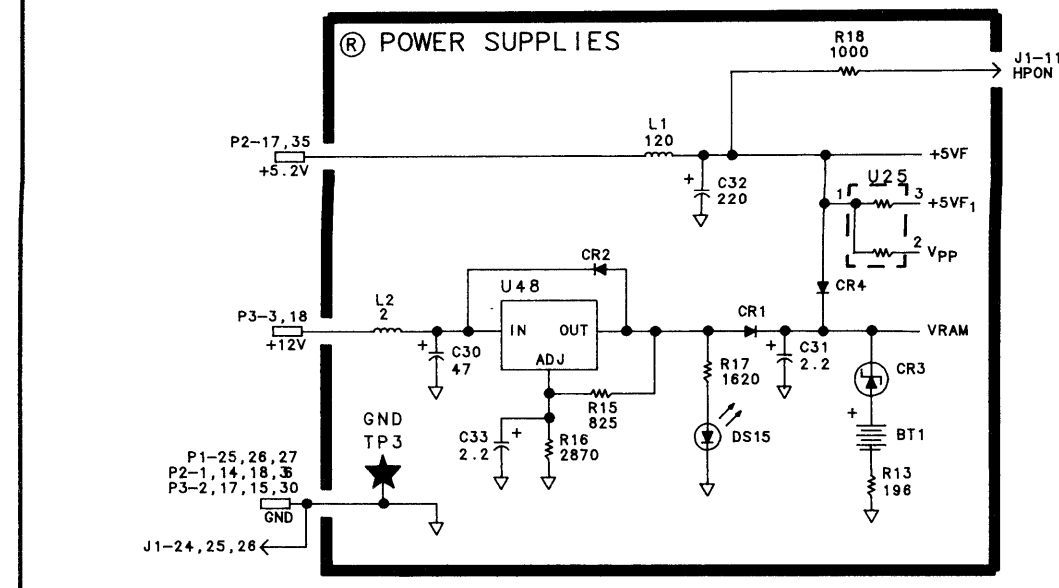 Ⓡ POWER SUPPLIES
R18
1000
J1-11
HPON
P2-17,35
+5.2V
L1
120
+ C32
220
+5VF
U25
1 3 +5VF1
2 VPP
CR4
CR2
U48
IN OUT
ADJ
P3-3,18
+12V
L2
2
+ C30
47
CR1
+ C31
2.2
VRAM
R17
1620
CR3
R15
825
DS15
+ BT1
C33 +
2.2
R16
2870
R13
196
GND
TP3
P1-25,26,27
P2-1,14,18,36
P3-2,17,15,30
GND
J1-24,25,26